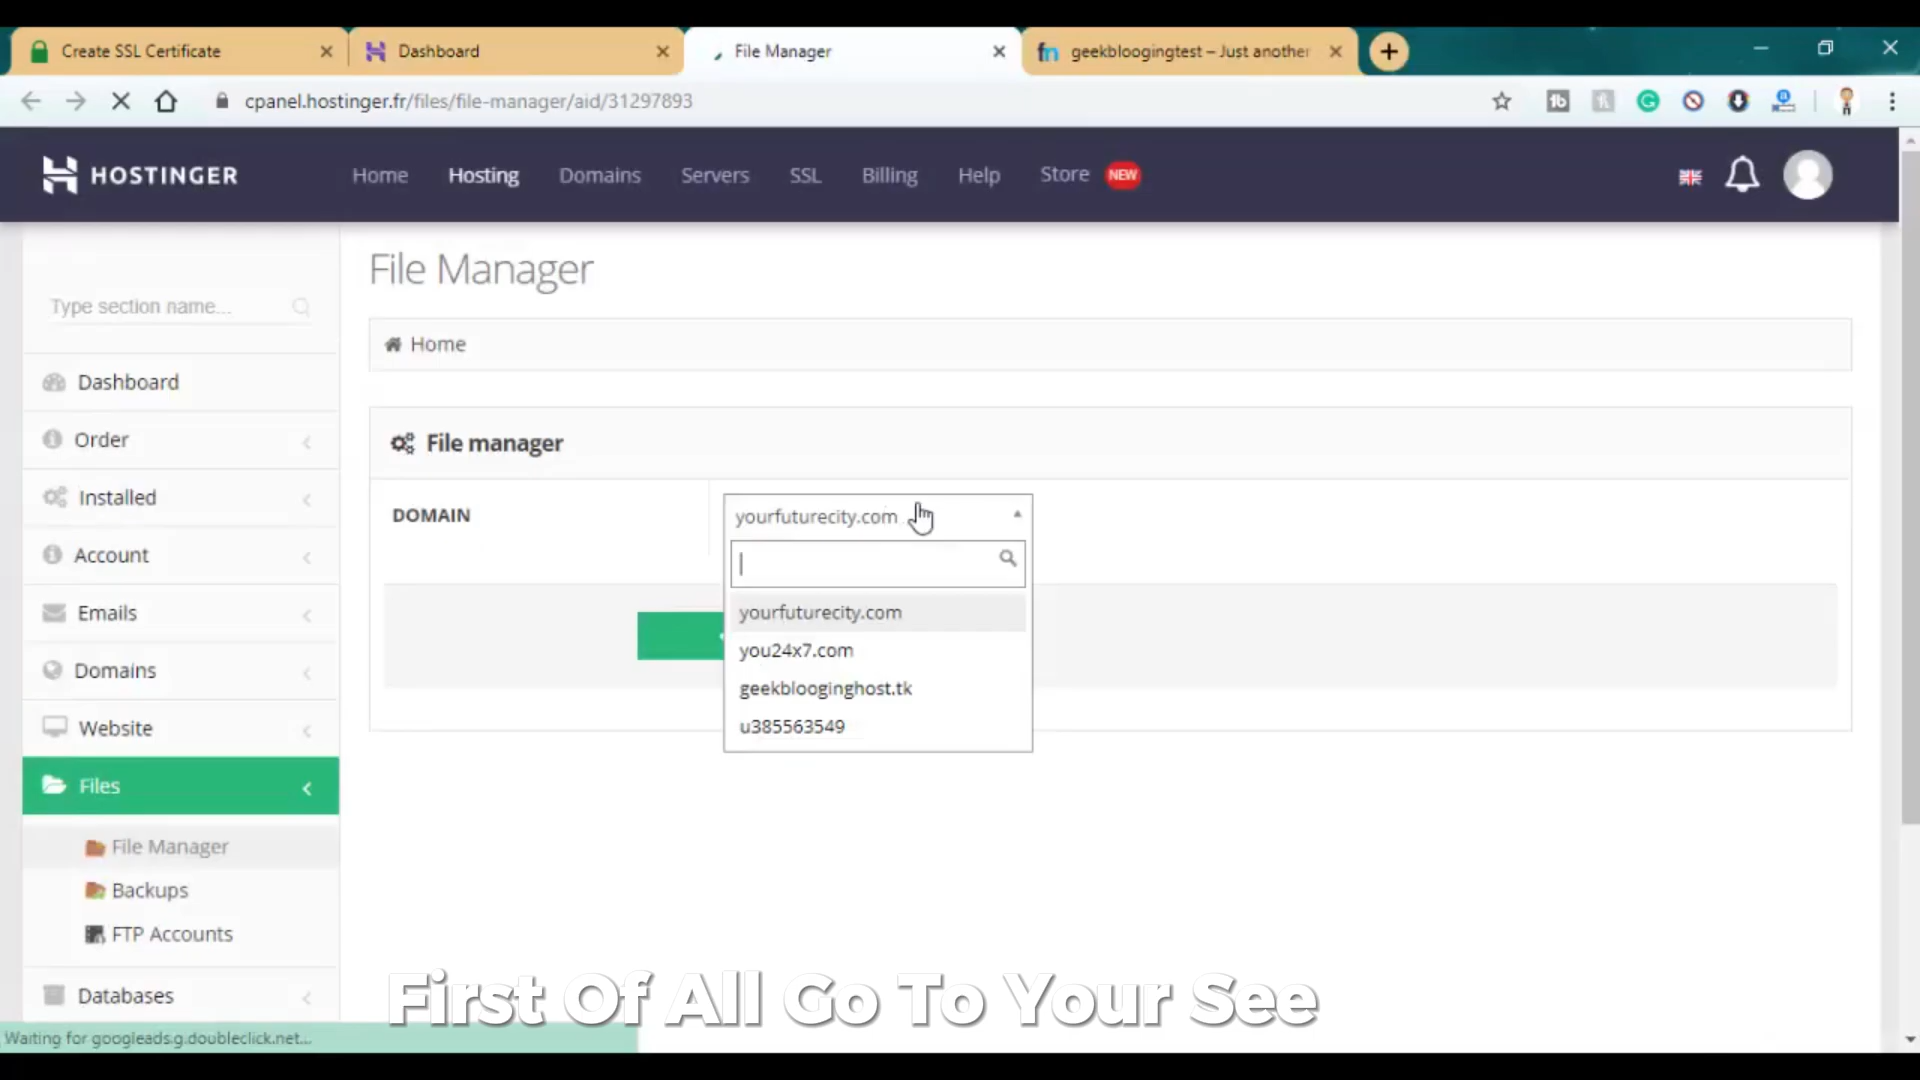 Create SSL Certificate
Dashboard
File Manager
geekbloogingtest – Just another
cpanel.hostinger.fr/files/file-manager/aid/31297893
HOSTINGER
Home
Hosting
Domains
Servers
SSL
Billing
Help
Store
NEW
File Manager
Type section name...
Home
Dashboard
Order
File manager
Installed
DOMAIN
yourfuturecity.com
Account
yourfuturecity.com
Emails
you24x7.com
Domains
geekblooginghost.tk
Website
u385563549
Files
File Manager
Backups
FTP Accounts
Databases
First Of All Go To Your See
Waiting for googleads.g.doubleclick.net...